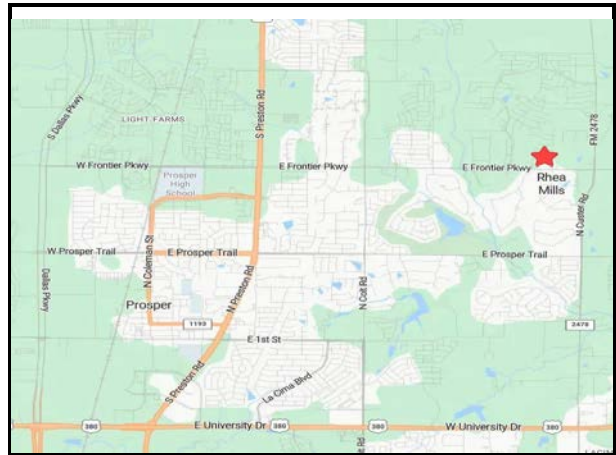 S Dallas Pkwy
S Preston Rd
FM 2478
LIGHT FARMS
W Frontier Pkwy
E Frontier Pkwy
E Frontier Pkwy
Prosper
High
School
Rhea
Mills
N Custer Rd
W Prosper Trail
N Coleman St
E Prosper Trail
E Prosper Trail
Dallas Pkwy
N Preston Rd
N Coit Rd
Prosper
1193
2478
E 1st St
S Preston Rd
La Cima Blvd
380
380
E University Dr
380
380
W University Dr
380